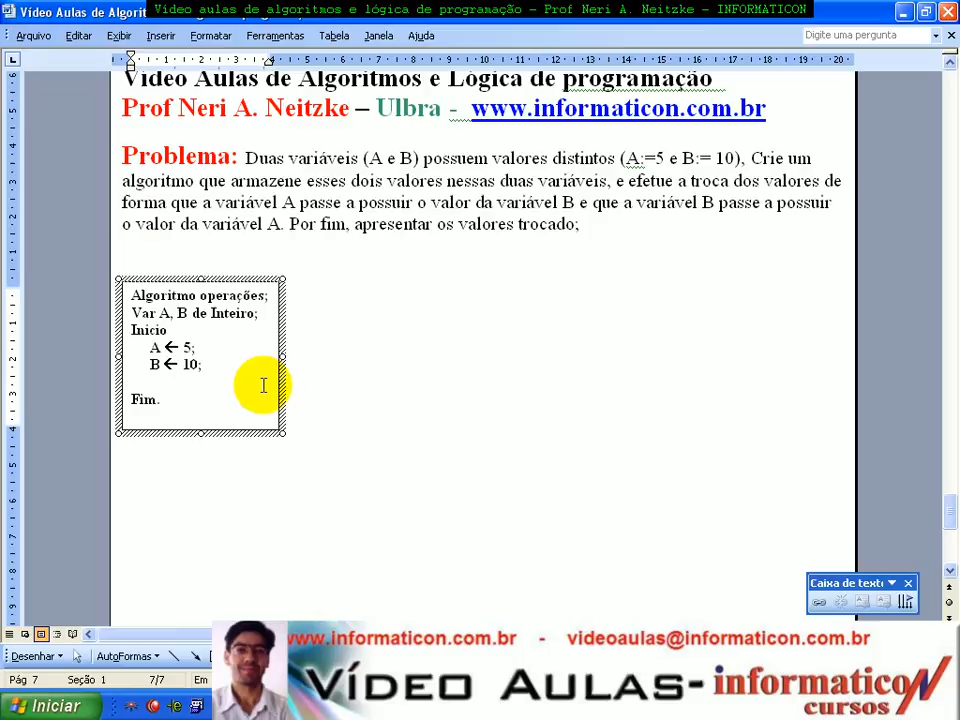 Vídeo aulas de algoritmos e lógica de programação – Prof Neri A. Neitzke – INFORMATICON
Vídeo Aulas de Algorit
Arquivo Editar Exibir Inserir Formatar Ferramentas Tabela Janela Ajuda
Digite uma pergunta
Vídeo Aulas de Algoritmos e Lógica de programação
Prof Neri A. Neitzke – Ulbra - www.informaticon.com.br
Problema: Duas variáveis (A e B) possuem valores distintos (A:=5 e B:= 10), Crie um
algoritmo que armazene esses dois valores nessas duas variáveis, e efetue a troca dos valores de
forma que a variável A passe a possuir o valor da variável B e que a variável B passe a possuir
o valor da variável A. Por fim, apresentar os valores trocado;
Algoritmo operações;
Var A, B de Inteiro;
Inicio
A ← 5;
B ← 10;
Fim.
Caixa de text
www.informaticon.com.br - videoaulas@informaticon.com.br
Desenhar AutoFormas
VÍDEO AULAS-informaticoN
cursos
Pág 7 Seção 1 7/7 Em
Iniciar